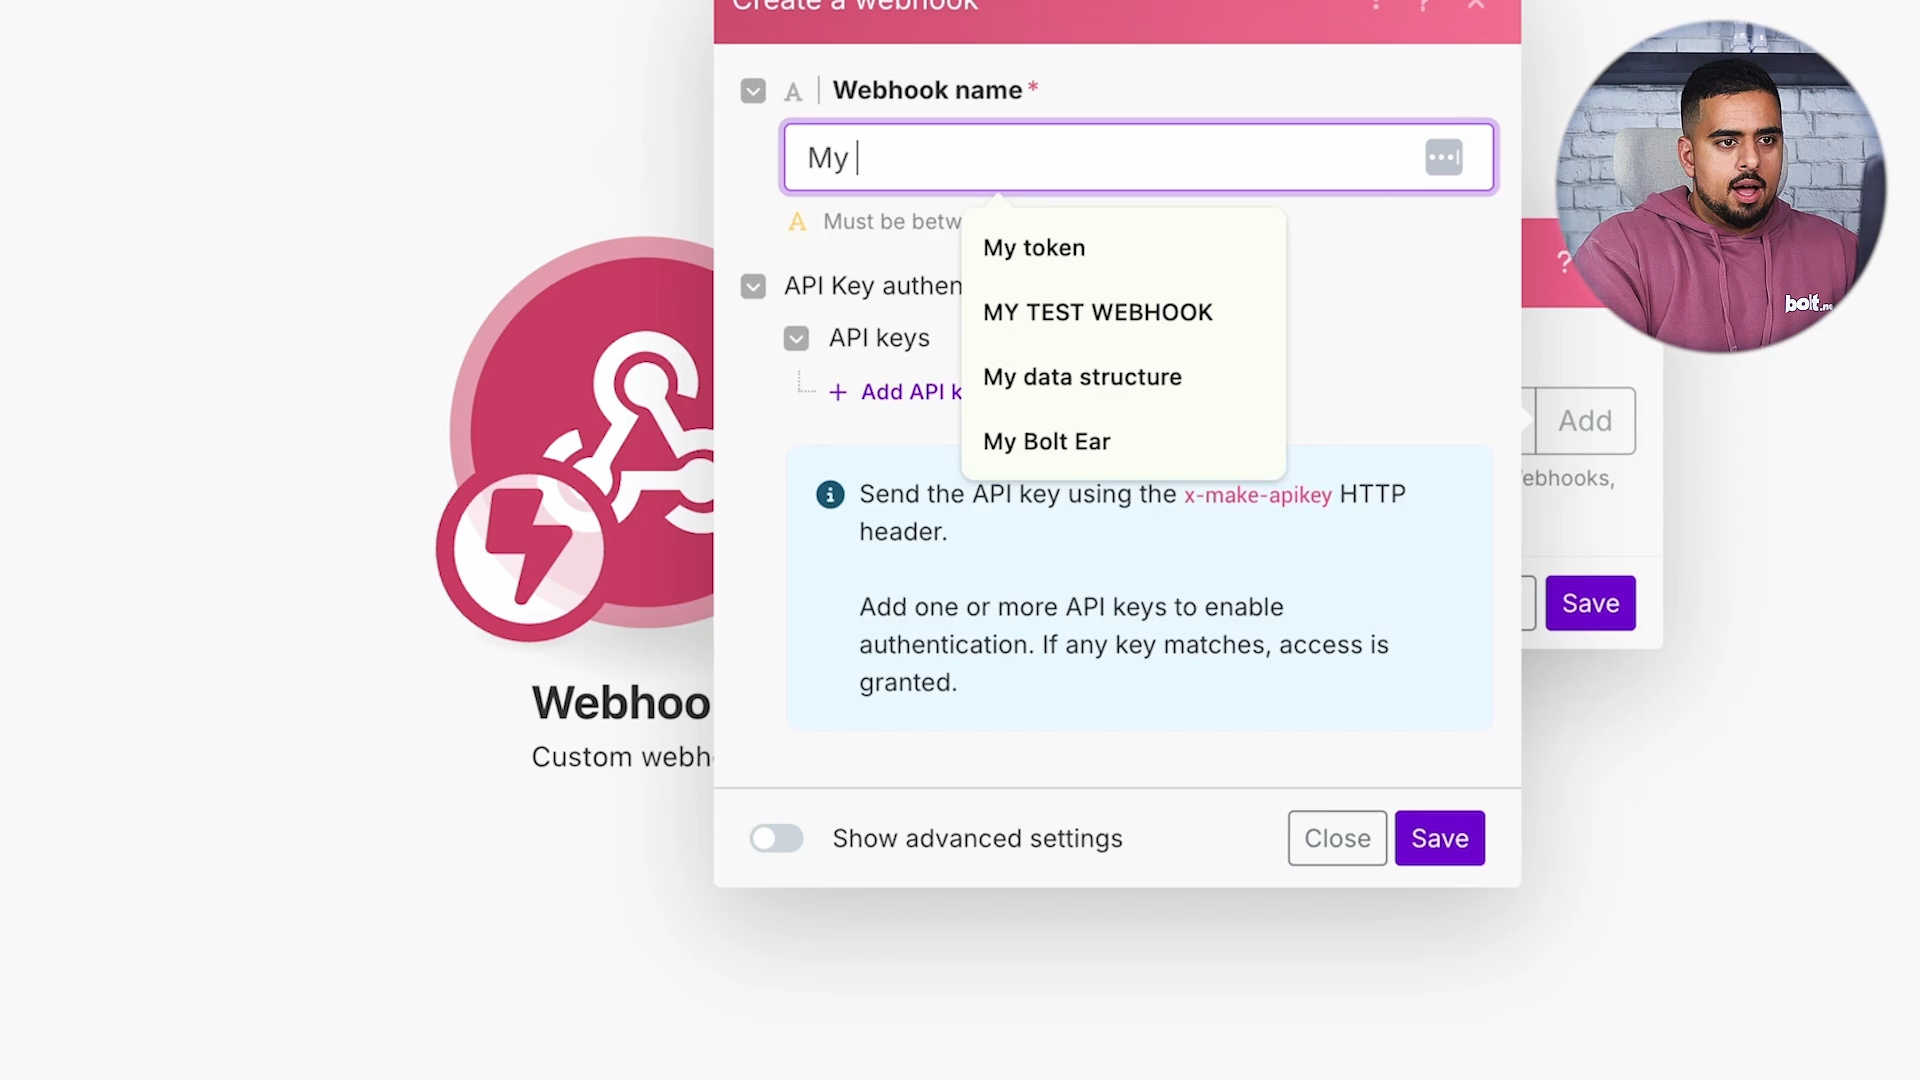 Create a webhook
A Webhook name *
My
A Must be betw
My token
MY TEST WEBHOOK
My data structure
My Bolt Ear
API Key authen
API keys
+ Add API k
Send the API key using the x-make-apikey HTTP
header.
Add one or more API keys to enable
authentication. If any key matches, access is
granted.
Show advanced settings
Close
Save
Webhoo
Custom webh
?
Add
ebhooks,
Save
bolt.ne